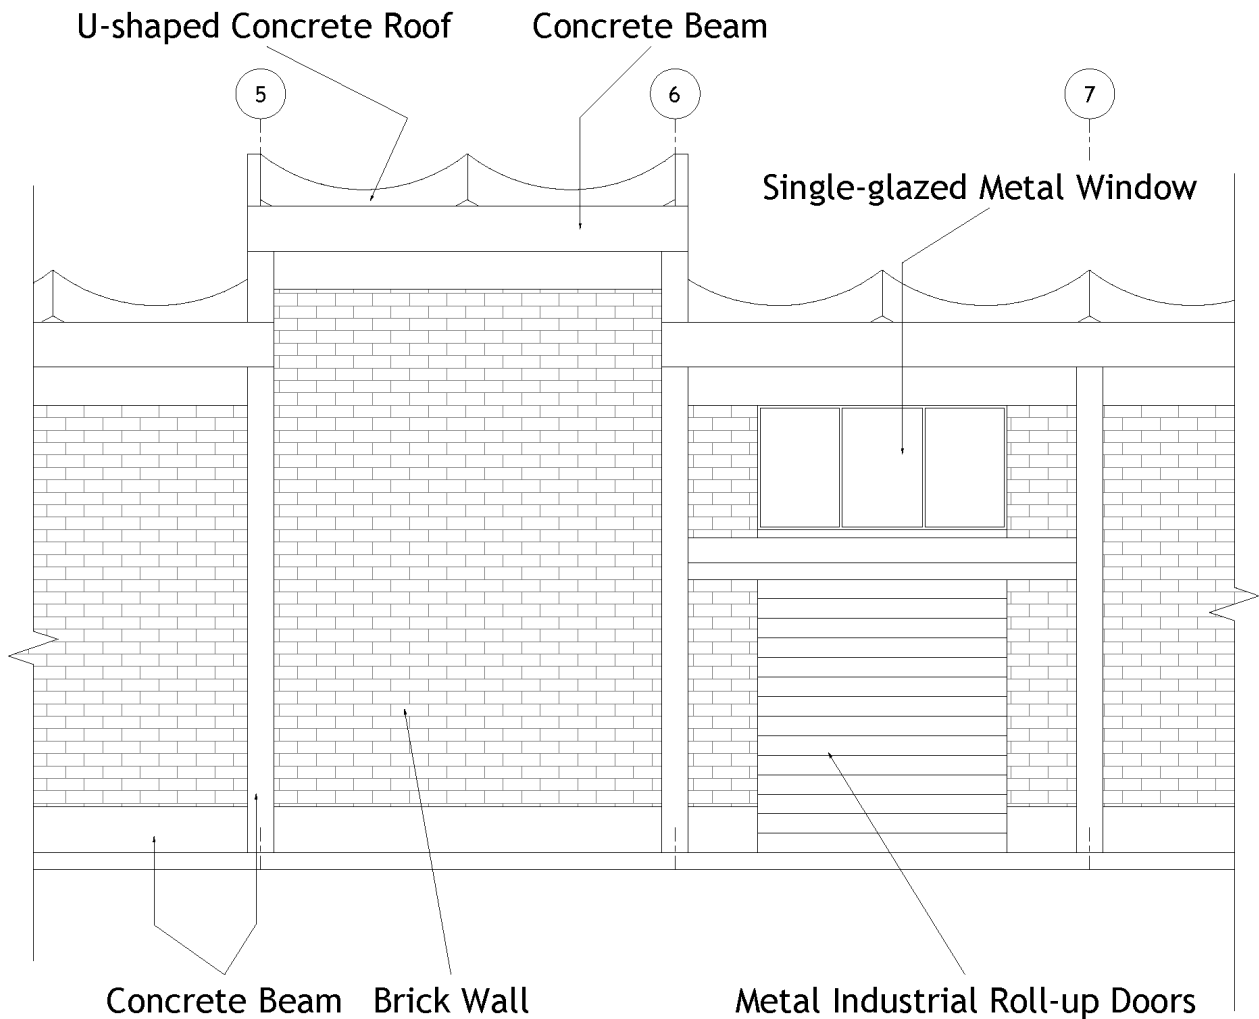 U-shaped Concrete Roof
Concrete Beam
5
6
7
Single-glazed Metal Window
Concrete Beam
Brick Wall
Metal Industrial Roll-up Doors